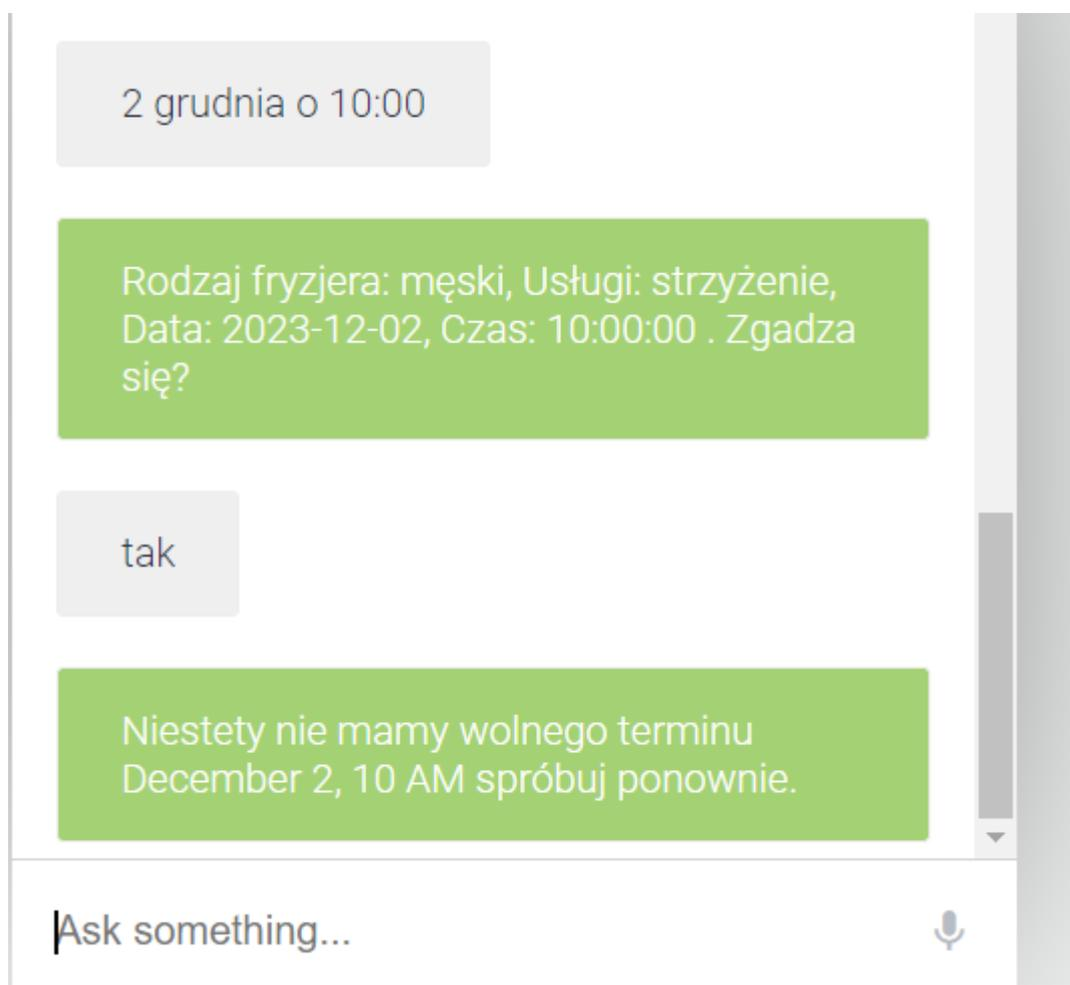 2 grudnia o 10:00
Rodzaj fryzjera: męski, Usługi: strzyżenie,
Data: 2023-12-02, Czas: 10:00:00 . Zgadza
się?
tak
Niestety nie mamy wolnego terminu
December 2, 10 AM spróbuj ponownie.
Ask something...